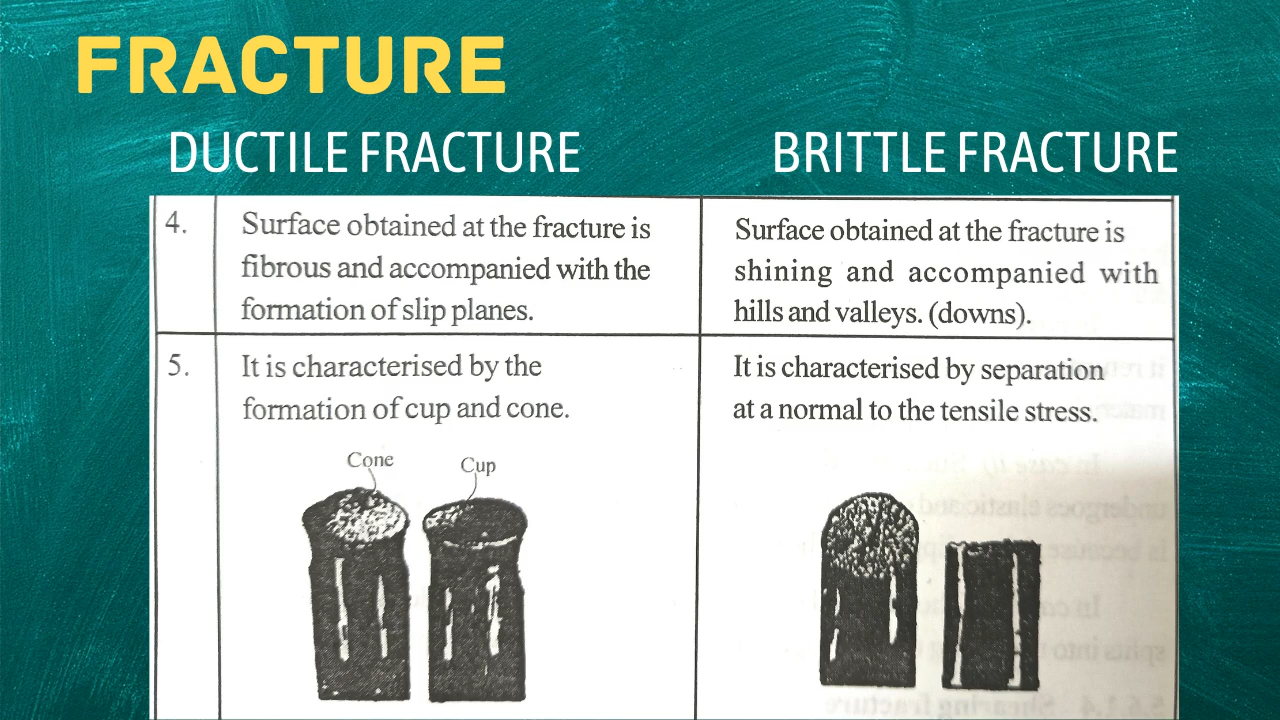 FRACTURE
DUCTILE FRACTURE
BRITTLE FRACTURE
4.
Surface obtained at the fracture is
fibrous and accompanied with the
formation of slip planes.
Surface obtained at the fracture is
shining and accompanied with
hills and valleys. (downs).
5.
It is characterised by the
formation of cup and cone.
It is characterised by separation
at a normal to the tensile stress.
Cone
Cup